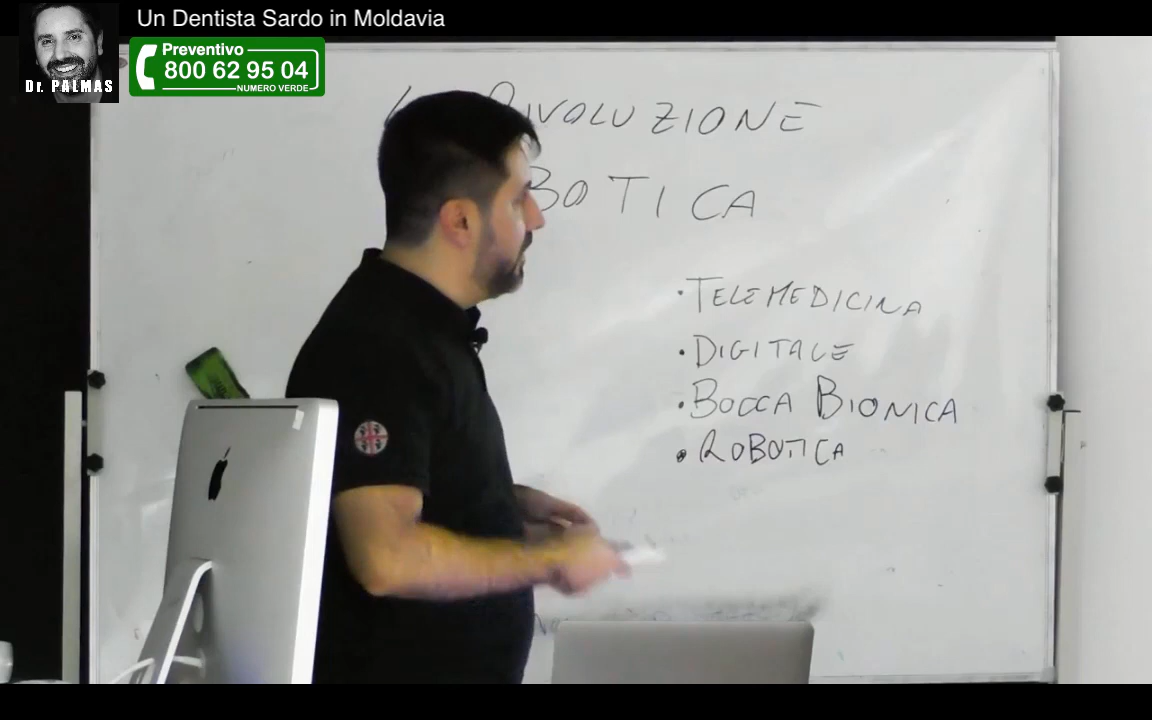 Un Dentista Sardo in Moldavia
Preventivo
800 62 95 04
NUMERO VERDE
Dr. PALMAS
RIVOLUZIONE
BOTICA
· TELEMEDICINA
· DIGITALE
· BOCCA BIONICA
· ROBOTICA